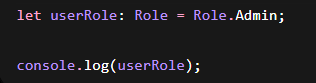 let userRole: Role = Role.Admin;
console.log(userRole);